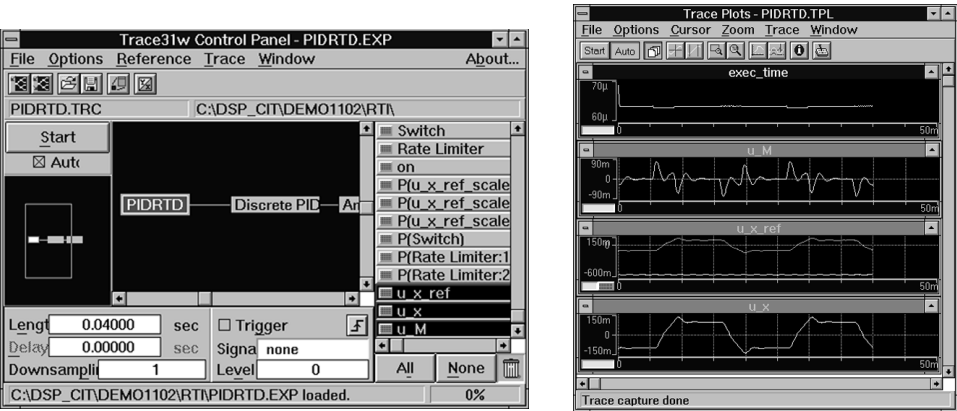 Trace31w Control Panel - PIDRTD.EXP
File Options Reference Trace Window About...
PIDRTD.TRC C:\DSP_CIT\DEMO1102\RTI\
Start
Auto
PIDRTD Discrete PID An
Switch
Rate Limiter
on
P(u_x_ref_scale
P(u_x_ref_scale
P(u_x_ref_scale
P(Switch)
P(Rate Limiter:1
P(Rate Limiter:2
u_x_ref
u_x
u_M
Lengt 0.04000 sec
Delay 0.00000 sec
Downsamplin 1
Trigger
Signa none
Level 0
All None
C:\DSP_CIT\DEMO1102\RTI\PIDRTD.EXP loaded. 0%
Trace Plots - PIDRTD.TPL
File Options Cursor Zoom Trace Window
Start Auto
exec_time
70µ
60µ
0 50m
u_M
90m
0
-90m
0 50m
u_x_ref
150m
-600m
0 50m
u_x
150m
0
-150m
0 50m
Trace capture done